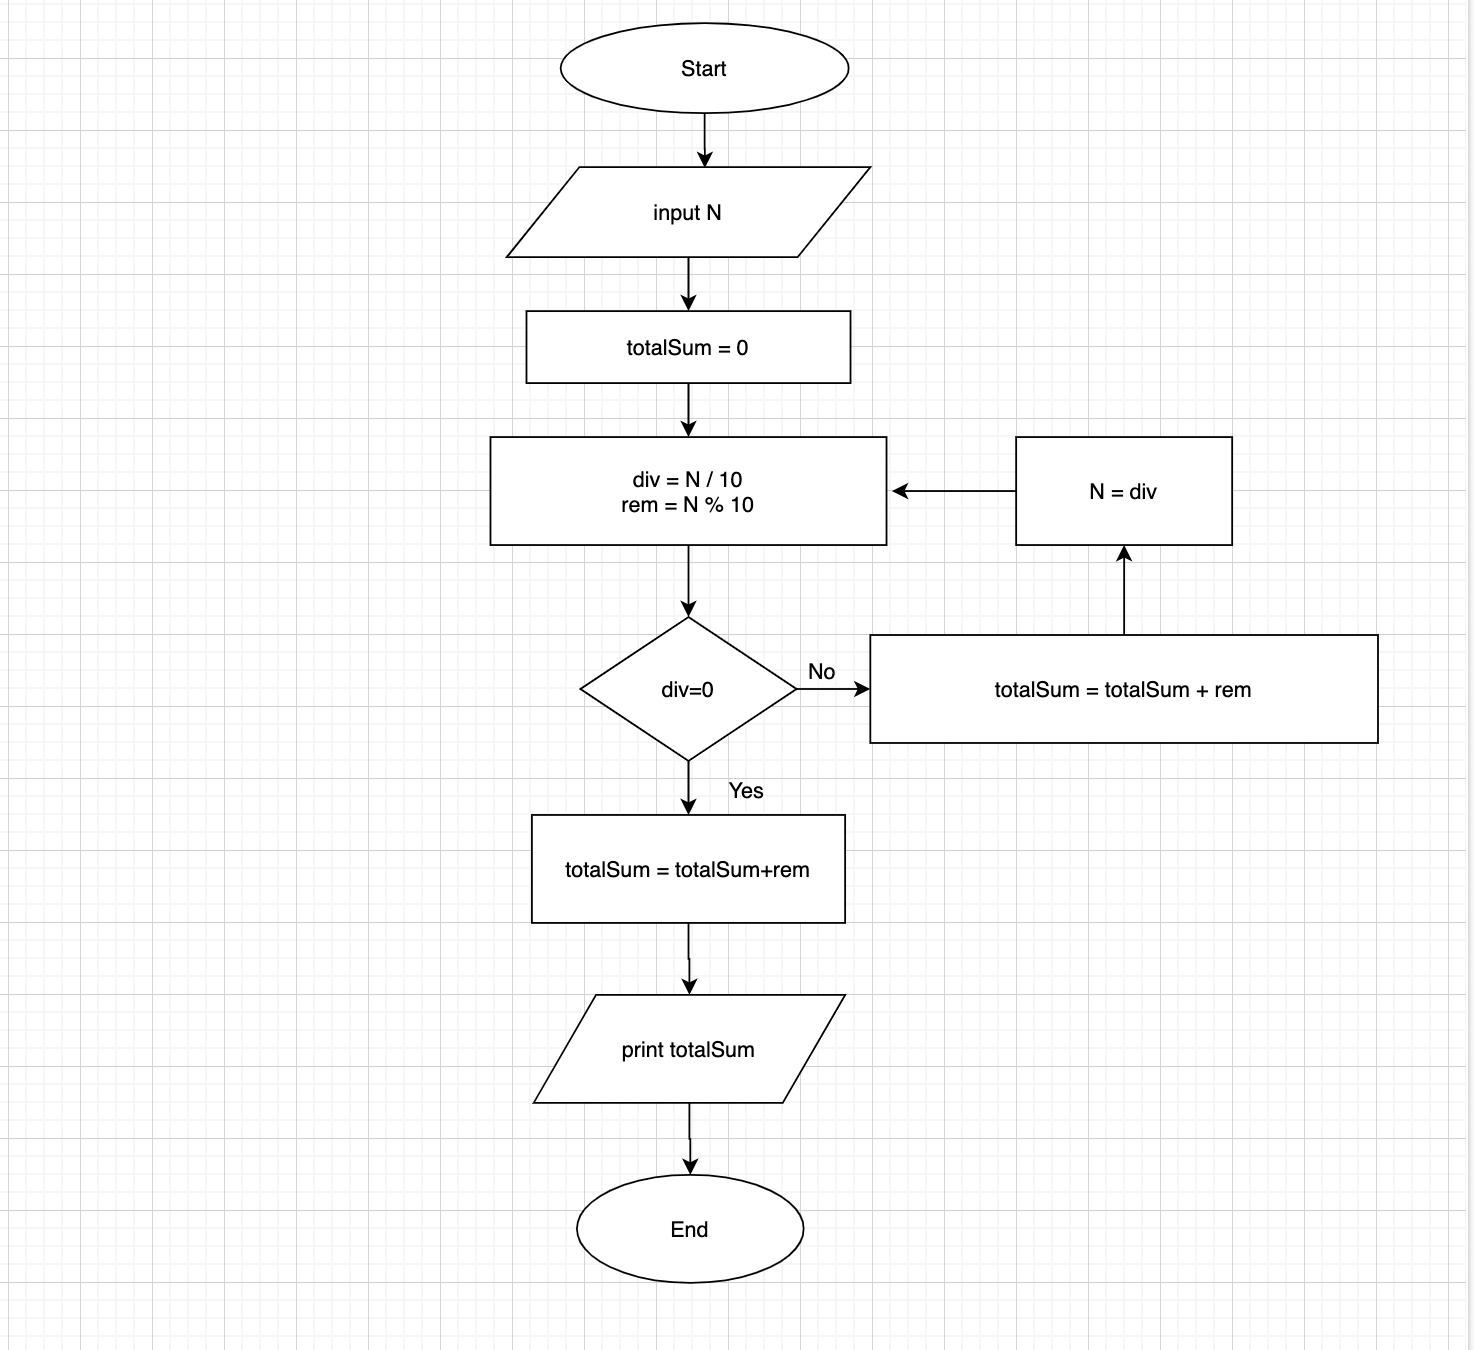 Start
input N
totalSum = 0
div = N / 10
rem = N % 10
N = div
div=0
No
totalSum = totalSum + rem
Yes
totalSum = totalSum+rem
print totalSum
End